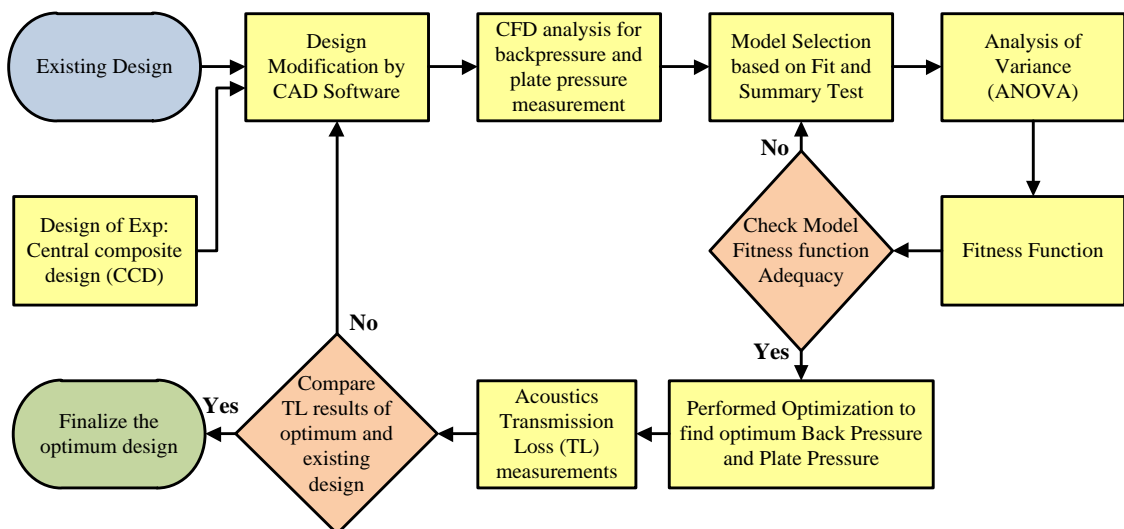 Existing Design
Design
Modification by
CAD Software
CFD analysis for
backpressure and
plate pressure
measurement
Model Selection
based on Fit and
Summary Test
Analysis of
Variance
(ANOVA)
No
Design of Exp:
Central composite
design (CCD)
Check Model
Fitness function
Adequacy
Fitness Function
No
Yes
Finalize the
optimum design
Yes
Compare
TL results of
optimum and
existing
design
Acoustics
Transmission
Loss (TL)
measurements
Performed Optimization to
find optimum Back Pressure
and Plate Pressure